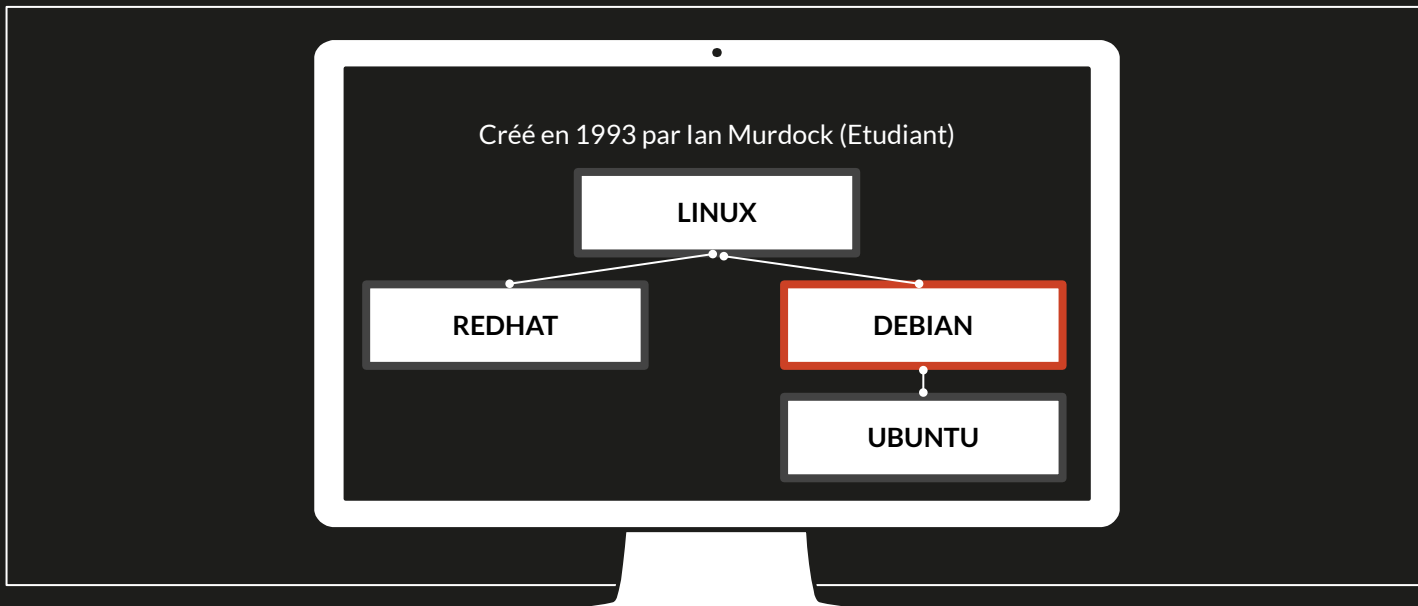 Créé en 1993 par Ian Murdock (Etudiant)
LINUX
REDHAT
DEBIAN
UBUNTU